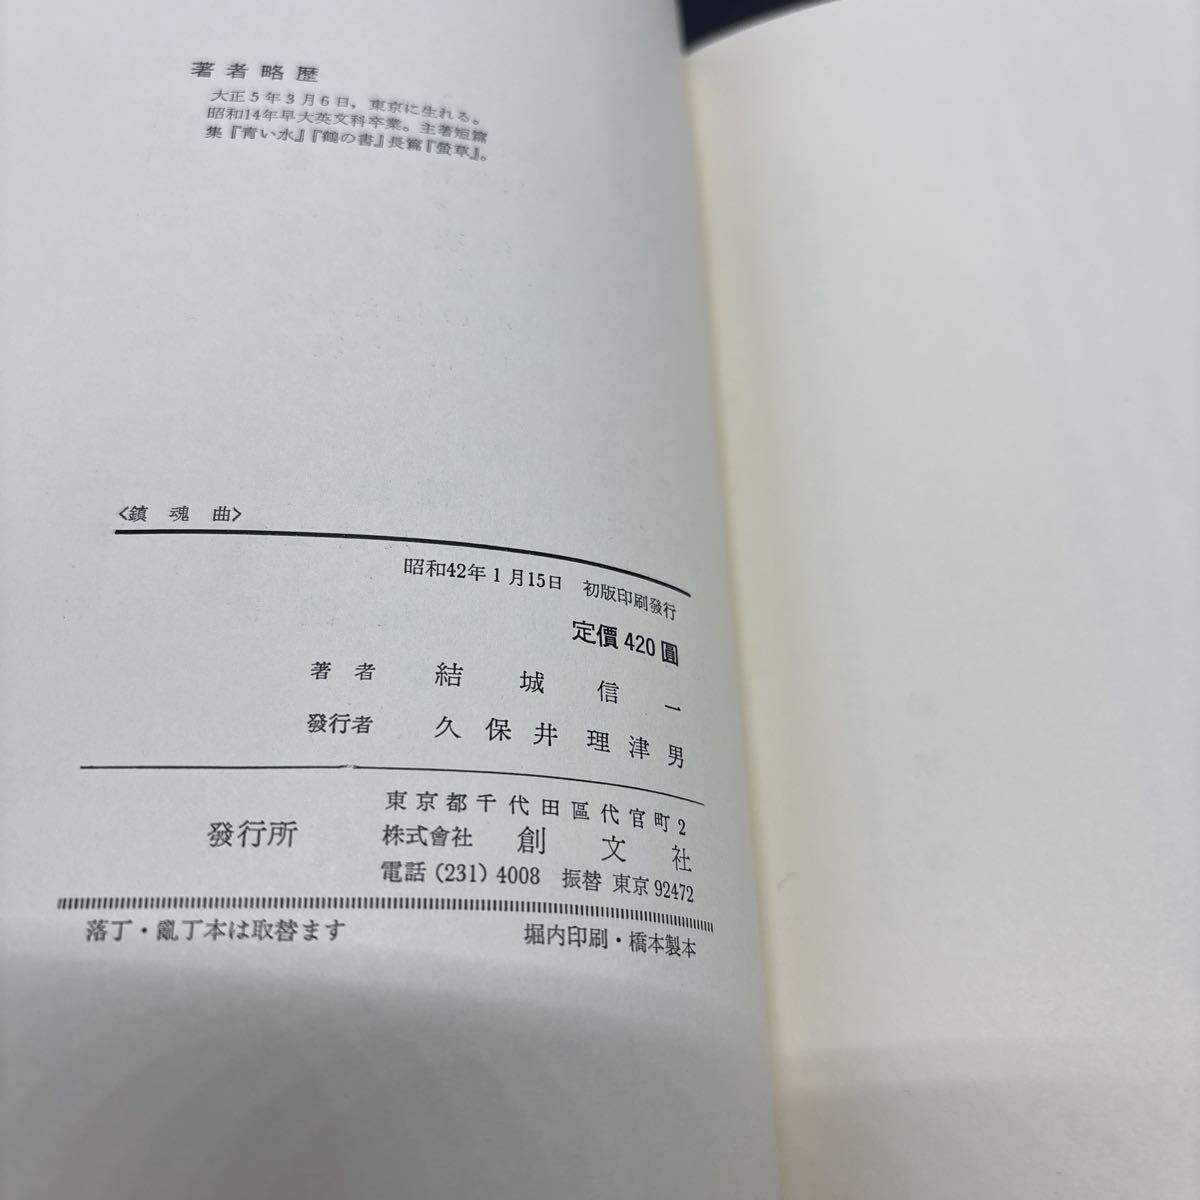 著者略歴
大正5年3月6日，東京に生れる。
昭和14年早大英文科卒業。主著短篇
集『青い水』『鶴の書』長篇『螢草』。
〈鎮魂曲〉
昭和42年1月15日 初版印刷發行
定價420圓
著者 結城信一
發行者 久保井理津男
東京都千代田區代官町2
發行所 株式會社 創文社
電話(231)4008 振替 東京92472
落丁・亂丁本は取替ます 堀内印刷・橋本製本